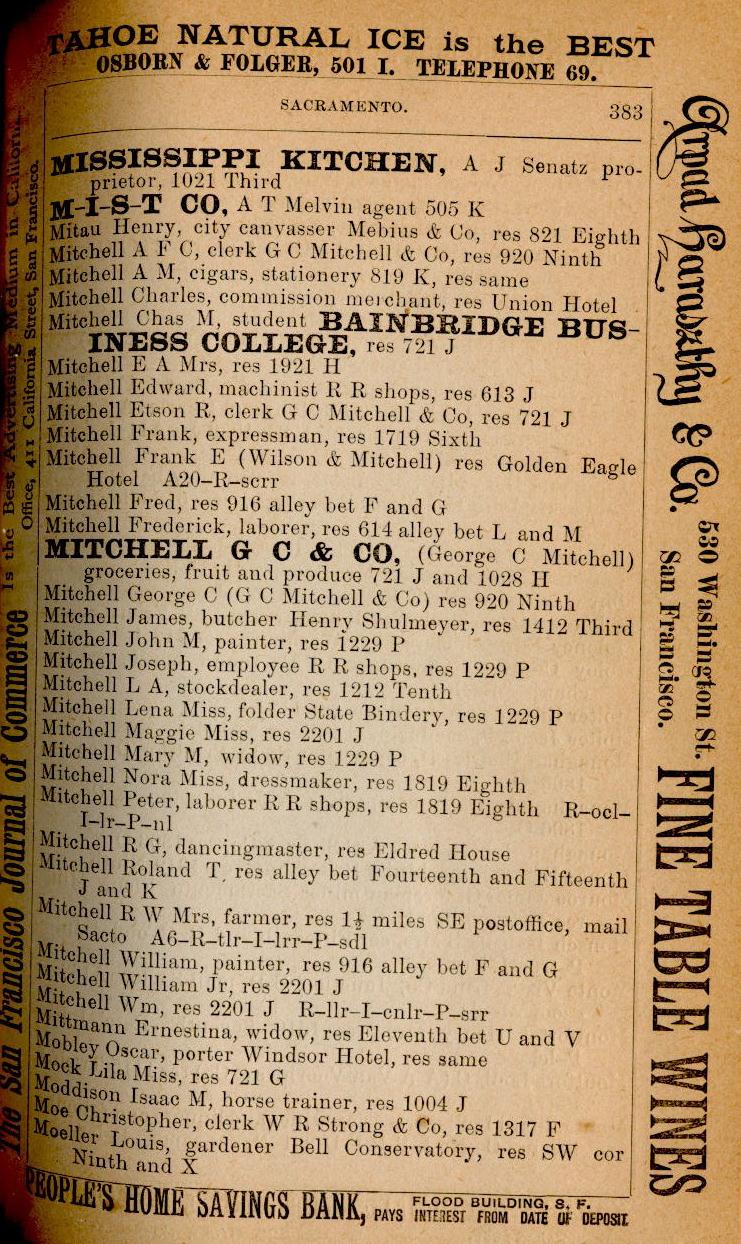 TAHOE NATURAL ICE is the BEST
OSBORN & FOLGER, 501 I. TELEPHONE 69.
SACRAMENTO. 383
MISSISSIPPI KITCHEN, A J Senatz pro-
prietor, 1021 Third
M-I-S-T CO, A T Melvin agent 505 K
Mitau Henry, city canvasser Mebius & Co, res 821 Eighth
Mitchell A F C, clerk G C Mitchell & Co, res 920 Ninth
Mitchell A M, cigars, stationery 819 K, res same
Mitchell Charles, commission merchant, res Union Hotel
Mitchell Chas M, student BAINBRIDGE BUS-
INESS COLLEGE, res 721 J
Mitchell E A Mrs, res 1921 H
Mitchell Edward, machinist R R shops, res 613 J
Mitchell Etson R, clerk G C Mitchell & Co, res 721 J
Mitchell Frank, expressman, res 1719 Sixth
Mitchell Frank E (Wilson & Mitchell) res Golden Eagle
Hotel A20-R-scrr
Mitchell Fred, res 916 alley bet F and G
Mitchell Frederick, laborer, res 614 alley bet L and M
MITCHELL G C & CO, (George C Mitchell)
groceries, fruit and produce 721 J and 1028 H
Mitchell George C (G C Mitchell & Co) res 920 Ninth
Mitchell James, butcher Henry Shulmeyer, res 1412 Third
Mitchell John M, painter, res 1229 P
Mitchell Joseph, employee R R shops, res 1229 P
Mitchell L A, stockdealer, res 1212 Tenth
Mitchell Lena Miss, folder State Bindery, res 1229 P
Mitchell Maggie Miss, res 2201 J
Mitchell Mary M, widow, res 1229 P
Mitchell Nora Miss, dressmaker, res 1819 Eighth
Mitchell Peter, laborer R R shops, res 1819 Eighth R-ocl-
I-lr-P-nl
Mitchell R G, dancingmaster, res Eldred House
Mitchell Roland T, res alley bet Fourteenth and Fifteenth
J and K
Mitchell R W Mrs, farmer, res 1½ miles SE postoffice, mail
Sacto A6-R-tlr-I-lrr-P-sdl
Mitchell William, painter, res 916 alley bet F and G
Mitchell William Jr, res 2201 J
Mitchell Wm, res 2201 J R-llr-I-cnlr-P-srr
Mittmann Ernestina, widow, res Eleventh bet U and V
Mobley Oscar, porter Windsor Hotel, res same
Mock Lila Miss, res 721 G
Moddison Isaac M, horse trainer, res 1004 J
Moe Christopher, clerk W R Strong & Co, res 1317 F
Moeller Louis, gardener Bell Conservatory, res SW cor
Ninth and X
PEOPLE'S HOME SAVINGS BANK, FLOOD BUILDING, S. F.
PAYS INTEREST FROM DATE OF DEPOSIT.
The San Francisco Journal of Commerce Is the Best Advertising Medium in California.
Office, 411 California Street, San Francisco.
Arpad Haraszthy & Co. 530 Washington St.
San Francisco.
FINE TABLE WINES